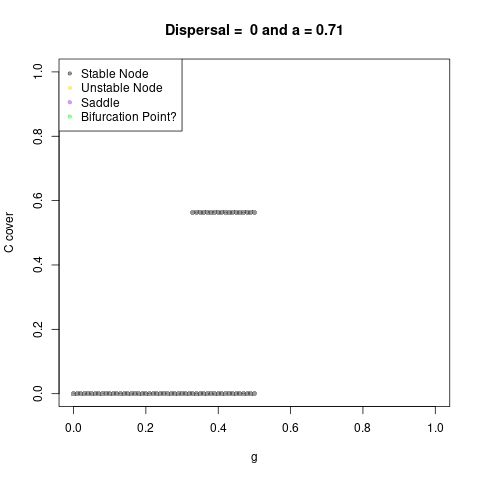 Dispersal =  0 and a = 0.71
Stable Node
Unstable Node
Saddle
Bifurcation Point?
1.0
0.8
0.6
0.4
0.2
0.0
C cover
0.0 0.2 0.4 0.6 0.8 1.0
g